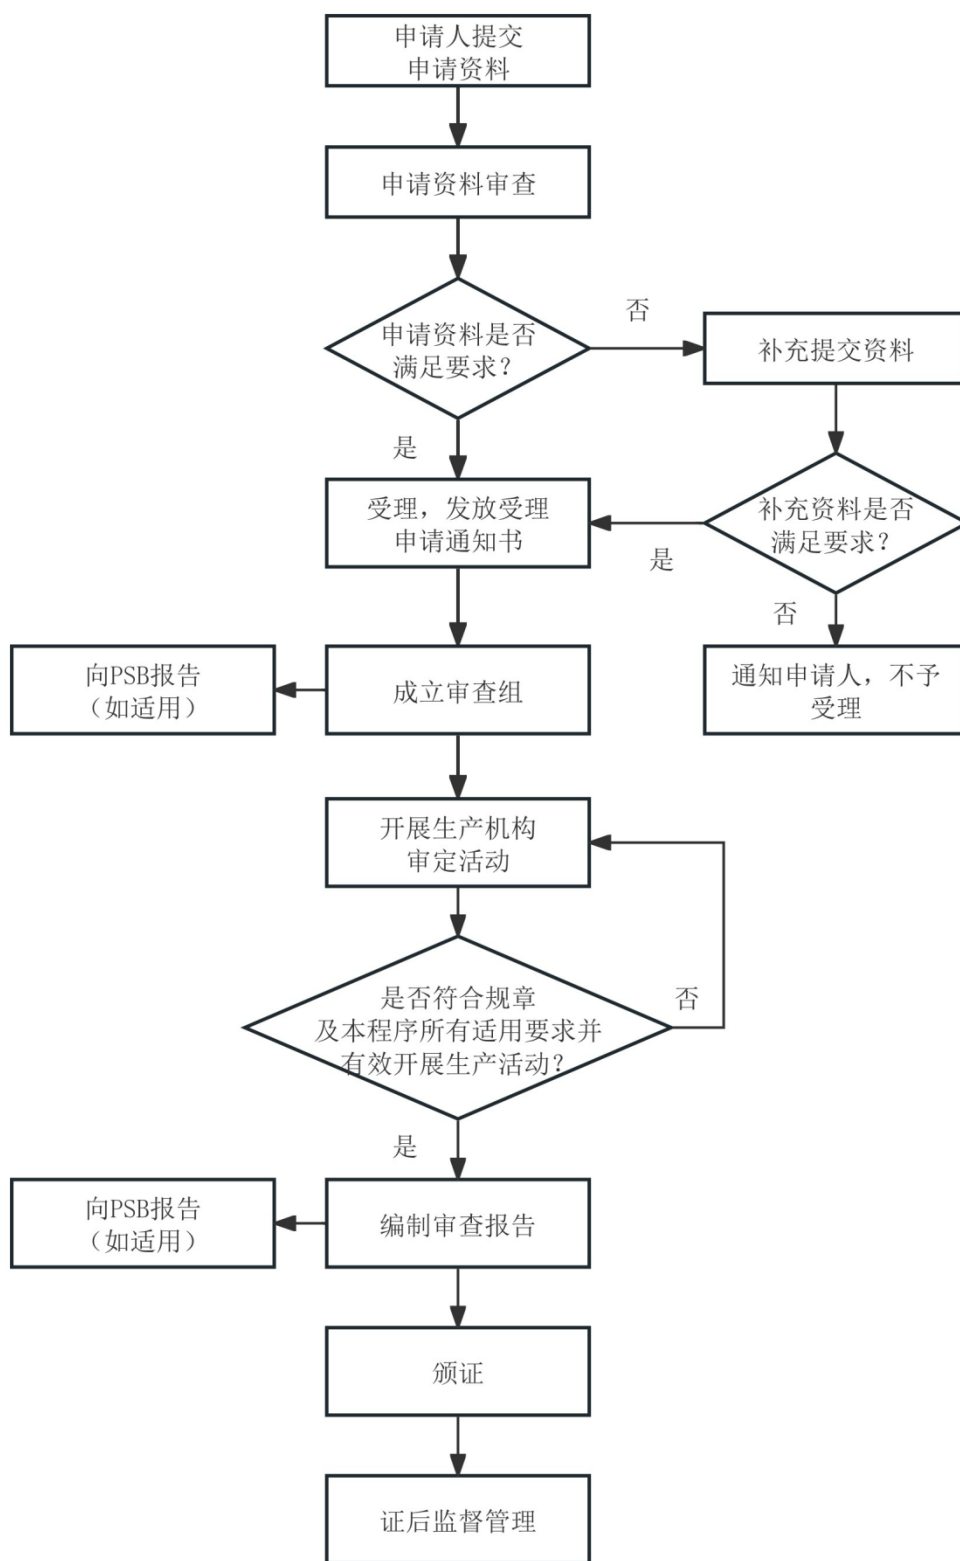 申请人提交
申请资料
申请资料审查
申请资料是否
满足要求？
否
补充提交资料
是
受理，发放受理
申请通知书
补充资料是否
满足要求？
是
否
向PSB报告
（如适用）
成立审查组
通知申请人，不予
受理
开展生产机构
审定活动
是否符合规章
及本程序所有适用要求并
有效开展生产活动？
否
是
向PSB报告
（如适用）
编制审查报告
颁证
证后监督管理